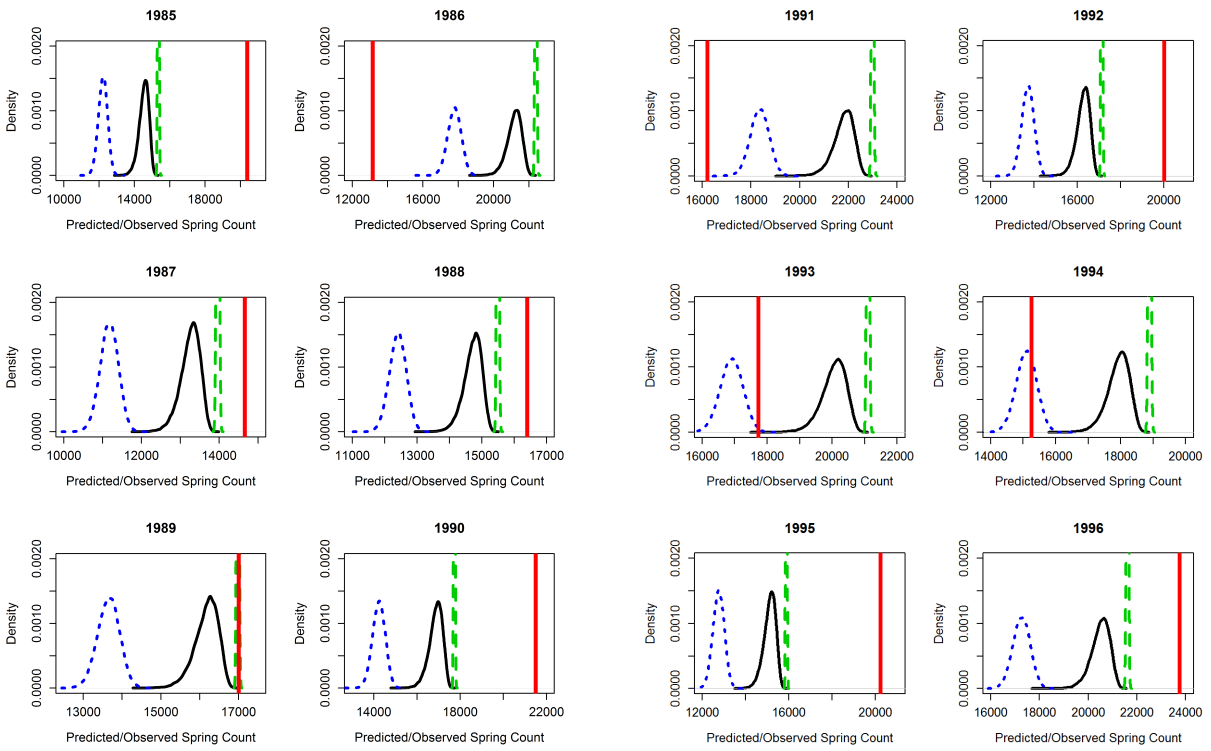 1985
Density
0.0000 0.0010 0.0020
10000 14000 18000
Predicted/Observed Spring Count
1986
Density
0.0000 0.0010 0.0020
12000 16000 20000
Predicted/Observed Spring Count
1991
Density
0.0000 0.0010 0.0020
16000 18000 20000 22000 24000
Predicted/Observed Spring Count
1992
Density
0.0000 0.0010 0.0020
12000 16000 20000
Predicted/Observed Spring Count
1987
Density
0.0000 0.0010 0.0020
10000 12000 14000
Predicted/Observed Spring Count
1988
Density
0.0000 0.0010 0.0020
11000 13000 15000 17000
Predicted/Observed Spring Count
1993
Density
0.0000 0.0010 0.0020
16000 18000 20000 22000
Predicted/Observed Spring Count
1994
Density
0.0000 0.0010 0.0020
14000 16000 18000 20000
Predicted/Observed Spring Count
1989
Density
0.0000 0.0010 0.0020
13000 15000 17000
Predicted/Observed Spring Count
1990
Density
0.0000 0.0010 0.0020
14000 18000 22000
Predicted/Observed Spring Count
1995
Density
0.0000 0.0010 0.0020
12000 16000 20000
Predicted/Observed Spring Count
1996
Density
0.0000 0.0010 0.0020
16000 18000 20000 22000 24000
Predicted/Observed Spring Count